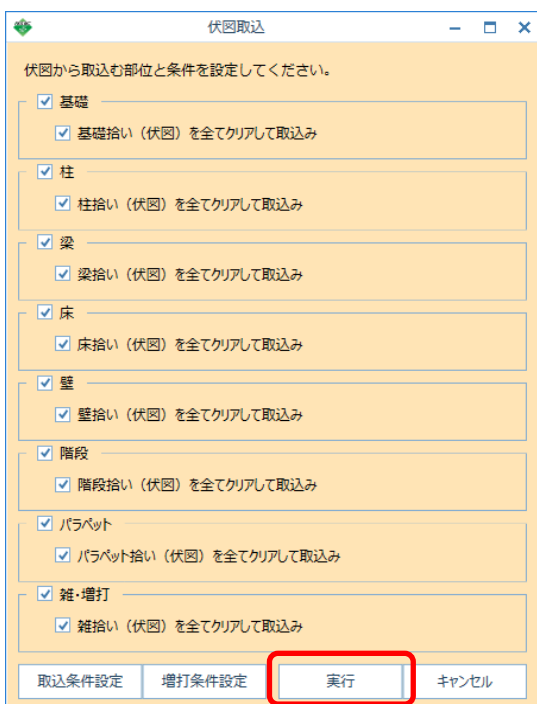 伏図取込
伏図から取込む部位と条件を設定してください。
基礎
基礎拾い（伏図）を全てクリアして取込み
柱
柱拾い（伏図）を全てクリアして取込み
梁
梁拾い（伏図）を全てクリアして取込み
床
床拾い（伏図）を全てクリアして取込み
壁
壁拾い（伏図）を全てクリアして取込み
階段
階段拾い（伏図）を全てクリアして取込み
パラペット
パラペット拾い（伏図）を全てクリアして取込み
雑・増打
雑拾い（伏図）を全てクリアして取込み
取込条件設定 増打条件設定 実行 キャンセル